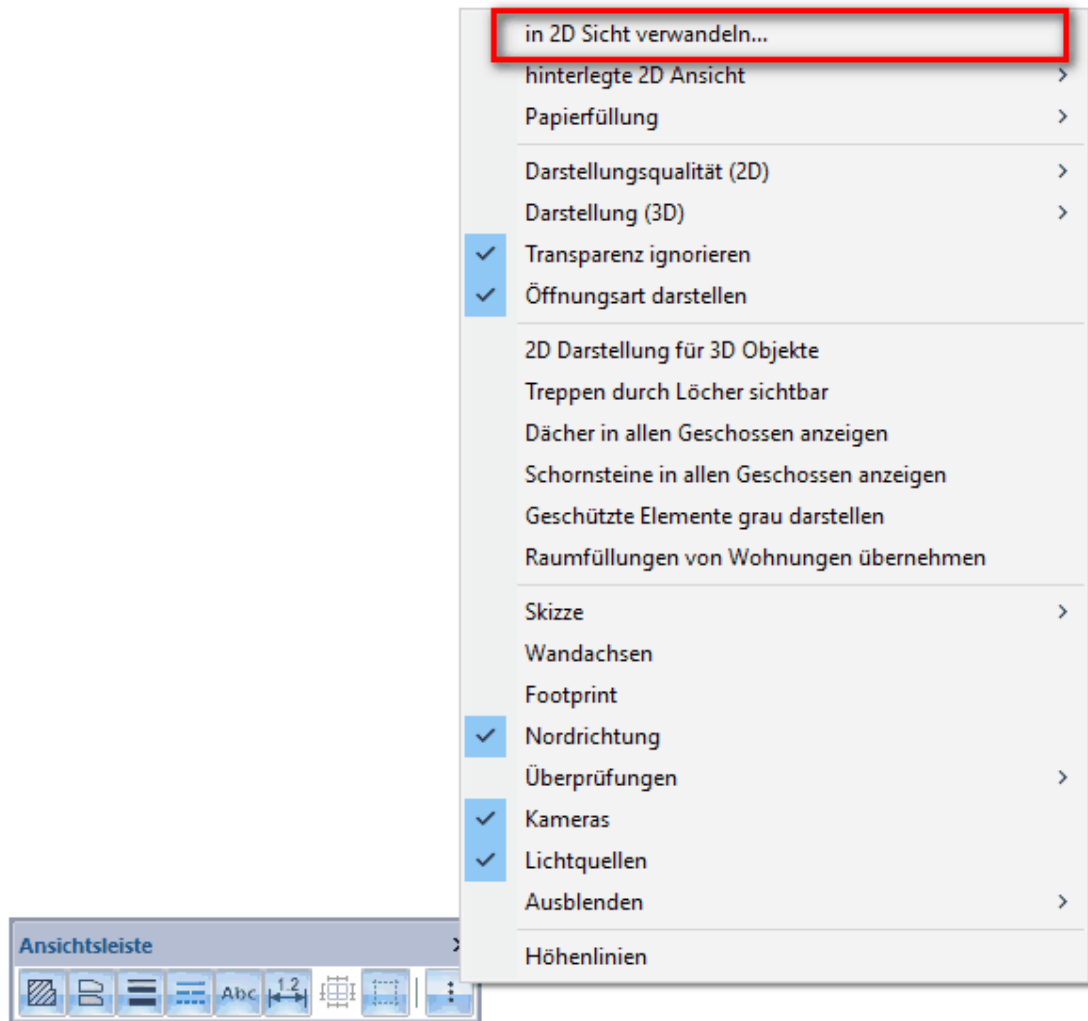 in 2D Sicht verwandeln...
hinterlegte 2D Ansicht
Papierfüllung
Darstellungsqualität (2D)
Darstellung (3D)
Transparenz ignorieren
Öffnungsart darstellen
2D Darstellung für 3D Objekte
Treppen durch Löcher sichtbar
Dächer in allen Geschossen anzeigen
Schornsteine in allen Geschossen anzeigen
Geschützte Elemente grau darstellen
Raumfüllungen von Wohnungen übernehmen
Skizze
Wandachsen
Footprint
Nordrichtung
Überprüfungen
Kameras
Lichtquellen
Ausblenden
Höhenlinien
Ansichtsleiste
Abc 1.2